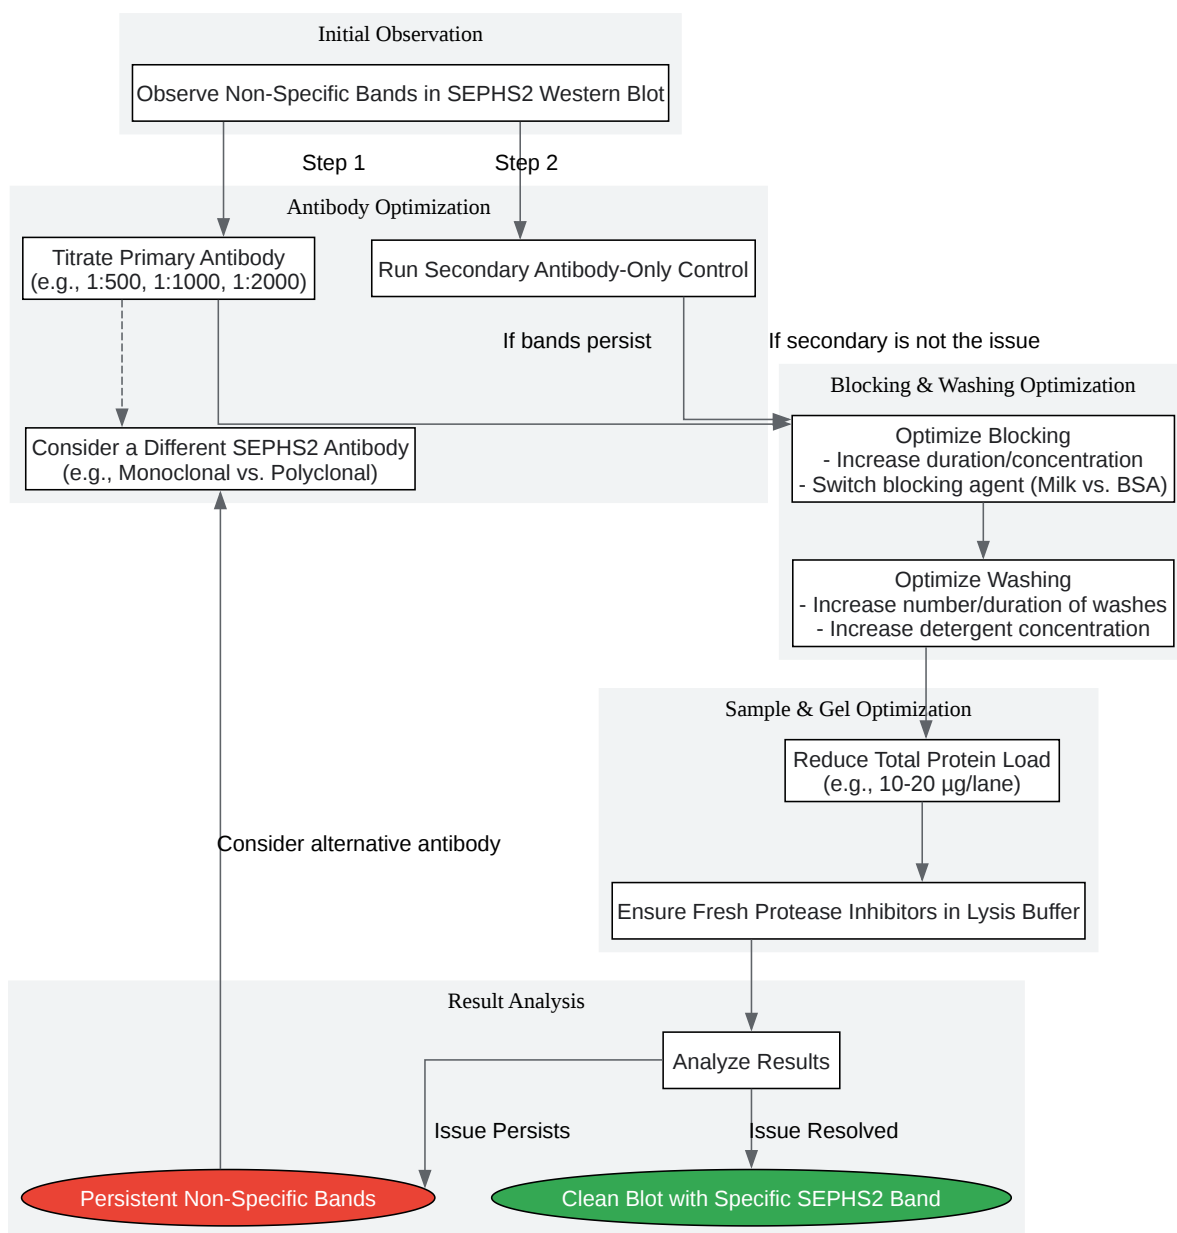 Initial Observation
Observe Non-Specific Bands in SEPHS2 Western Blot
Step 1
Step 2
Antibody Optimization
Titrate Primary Antibody
(e.g., 1:500, 1:1000, 1:2000)
Run Secondary Antibody-Only Control
If bands persist
If secondary is not the issue
Blocking & Washing Optimization
Consider a Different SEPHS2 Antibody
(e.g., Monoclonal vs. Polyclonal)
Optimize Blocking
- Increase duration/concentration
- Switch blocking agent (Milk vs. BSA)
Optimize Washing
- Increase number/duration of washes
- Increase detergent concentration
Sample & Gel Optimization
Reduce Total Protein Load
(e.g., 10-20 µg/lane)
Consider alternative antibody
Ensure Fresh Protease Inhibitors in Lysis Buffer
Result Analysis
Analyze Results
Issue Persists
Issue Resolved
Persistent Non-Specific Bands
Clean Blot with Specific SEPHS2 Band